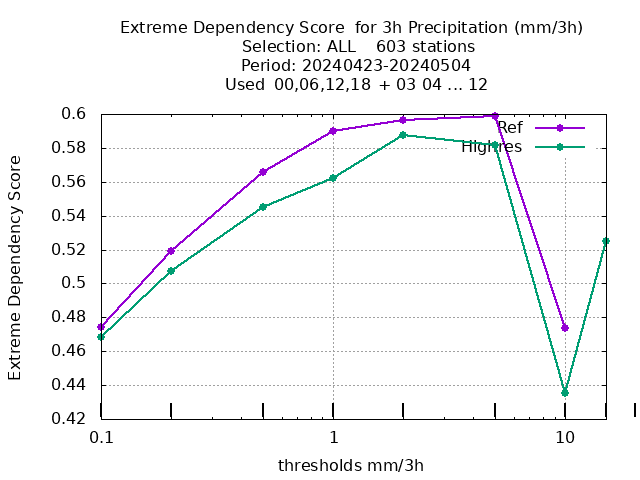 Extreme Dependency Score  for 3h Precipitation (mm/3h)
Selection: ALL    603 stations
Period: 20240423-20240504
Used  00,06,12,18  + 03 04 ... 12
Extreme Dependency Score
0.6
0.58
0.56
0.54
0.52
0.5
0.48
0.46
0.44
0.42
Ref
Highres
0.1
1
10
thresholds mm/3h